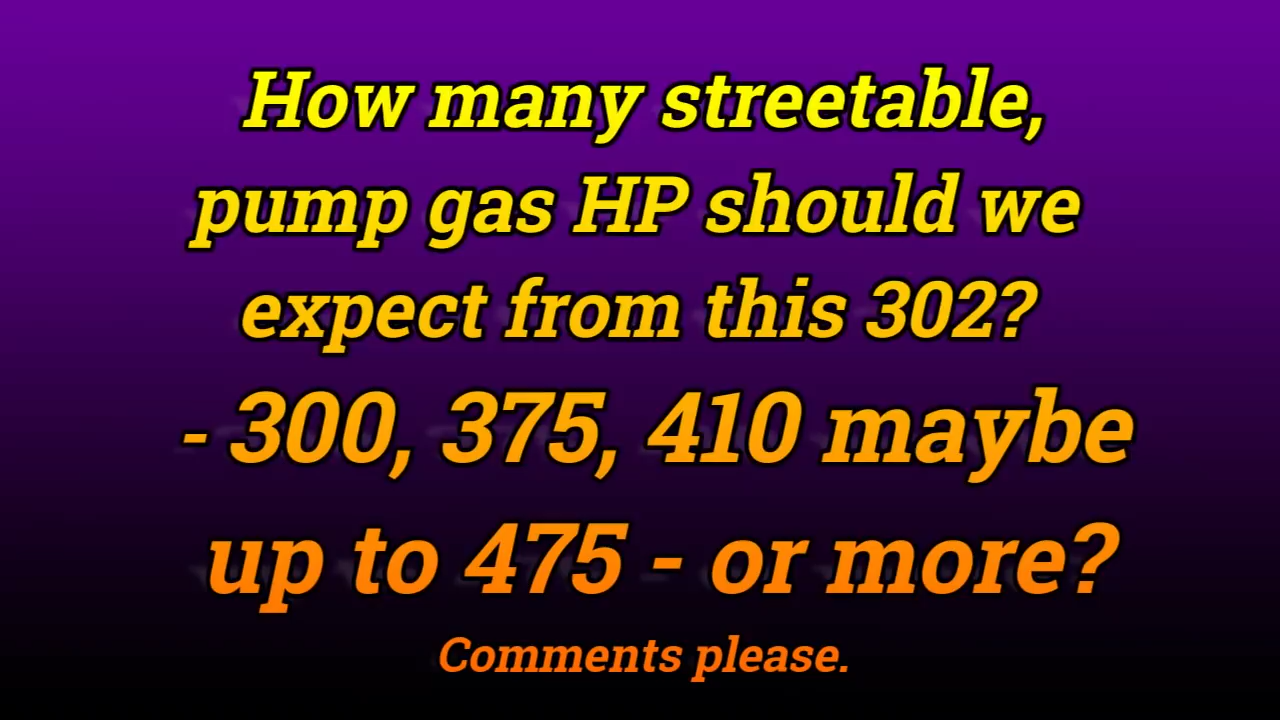 How many streetable,
pump gas HP should we
expect from this 302?
- 300, 375, 410 maybe
up to 475 - or more?
Comments please.